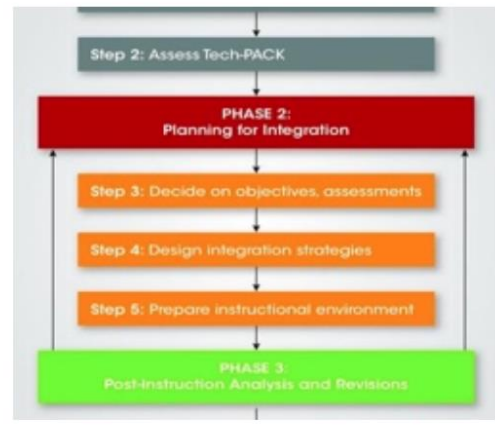 Step 2: Assess Tech-PACK
PHASE 2:
Planning for Integration
Step 3: Decide on objectives, assessments
Step 4: Design integration strategies
Step 5: Prepare instructional environment
PHASE 3:
Post-Instruction Analysis and Revisions